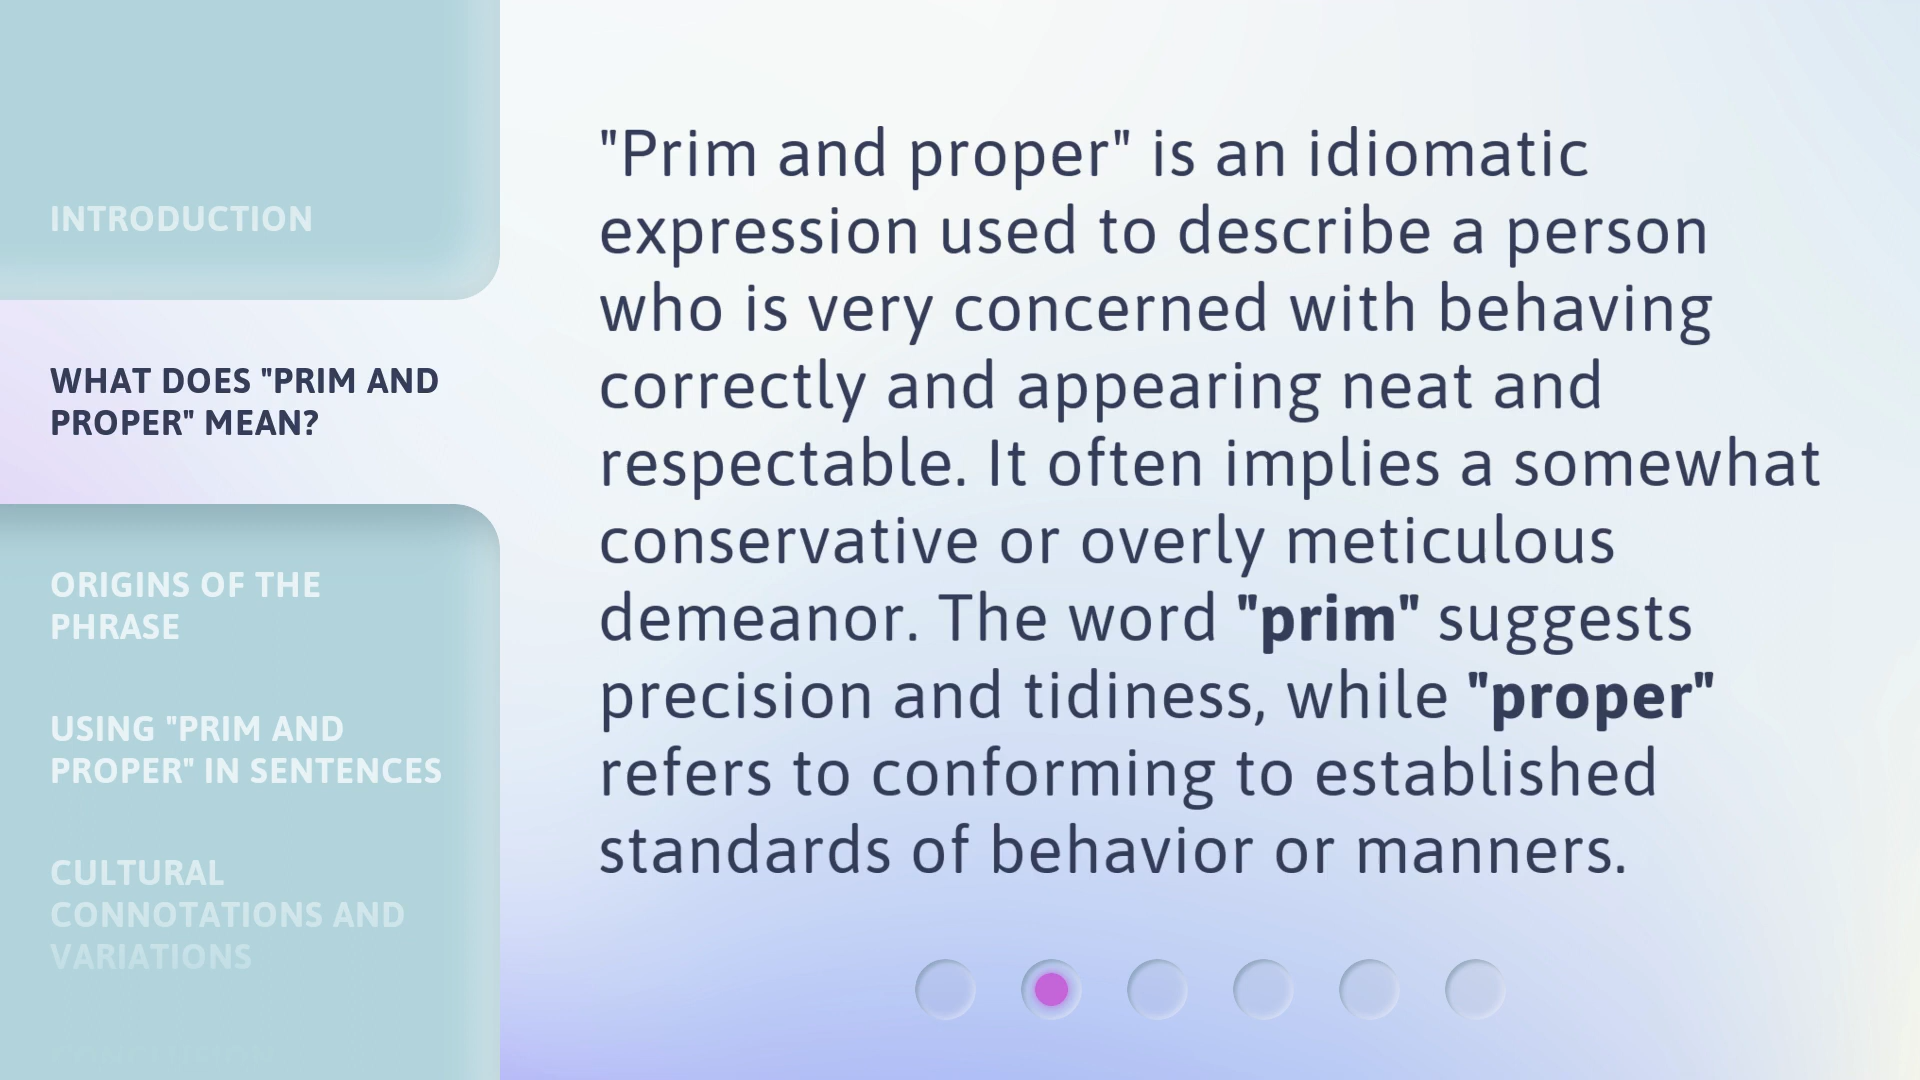 INTRODUCTION
WHAT DOES "PRIM AND
PROPER" MEAN?
ORIGINS OF THE
PHRASE
USING "PRIM AND
PROPER" IN SENTENCES
CULTURAL
CONNOTATIONS AND
VARIATIONS
CONCLUSION
"Prim and proper" is an idiomatic
expression used to describe a person
who is very concerned with behaving
correctly and appearing neat and
respectable. It often implies a somewhat
conservative or overly meticulous
demeanor. The word "prim" suggests
precision and tidiness, while "proper"
refers to conforming to established
standards of behavior or manners.